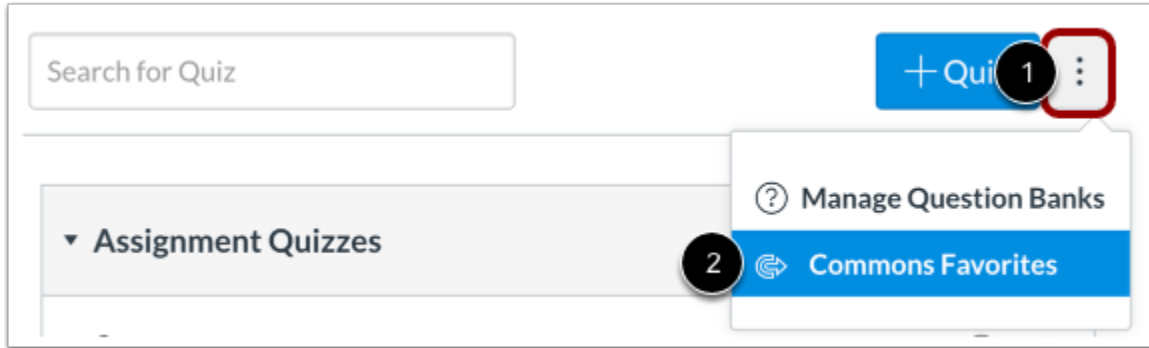 Search for Quiz
+ Qui
1
Manage Question Banks
Assignment Quizzes
2
Commons Favorites